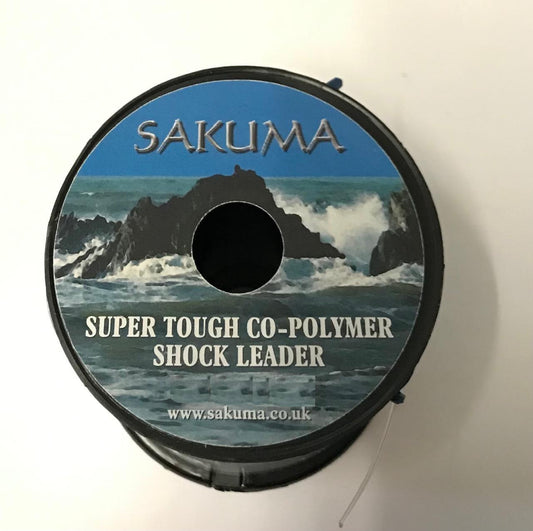 SAKUMA
SUPER TOUGH CO-POLYMER
SHOCK LEADER
www.sakuma.co.uk